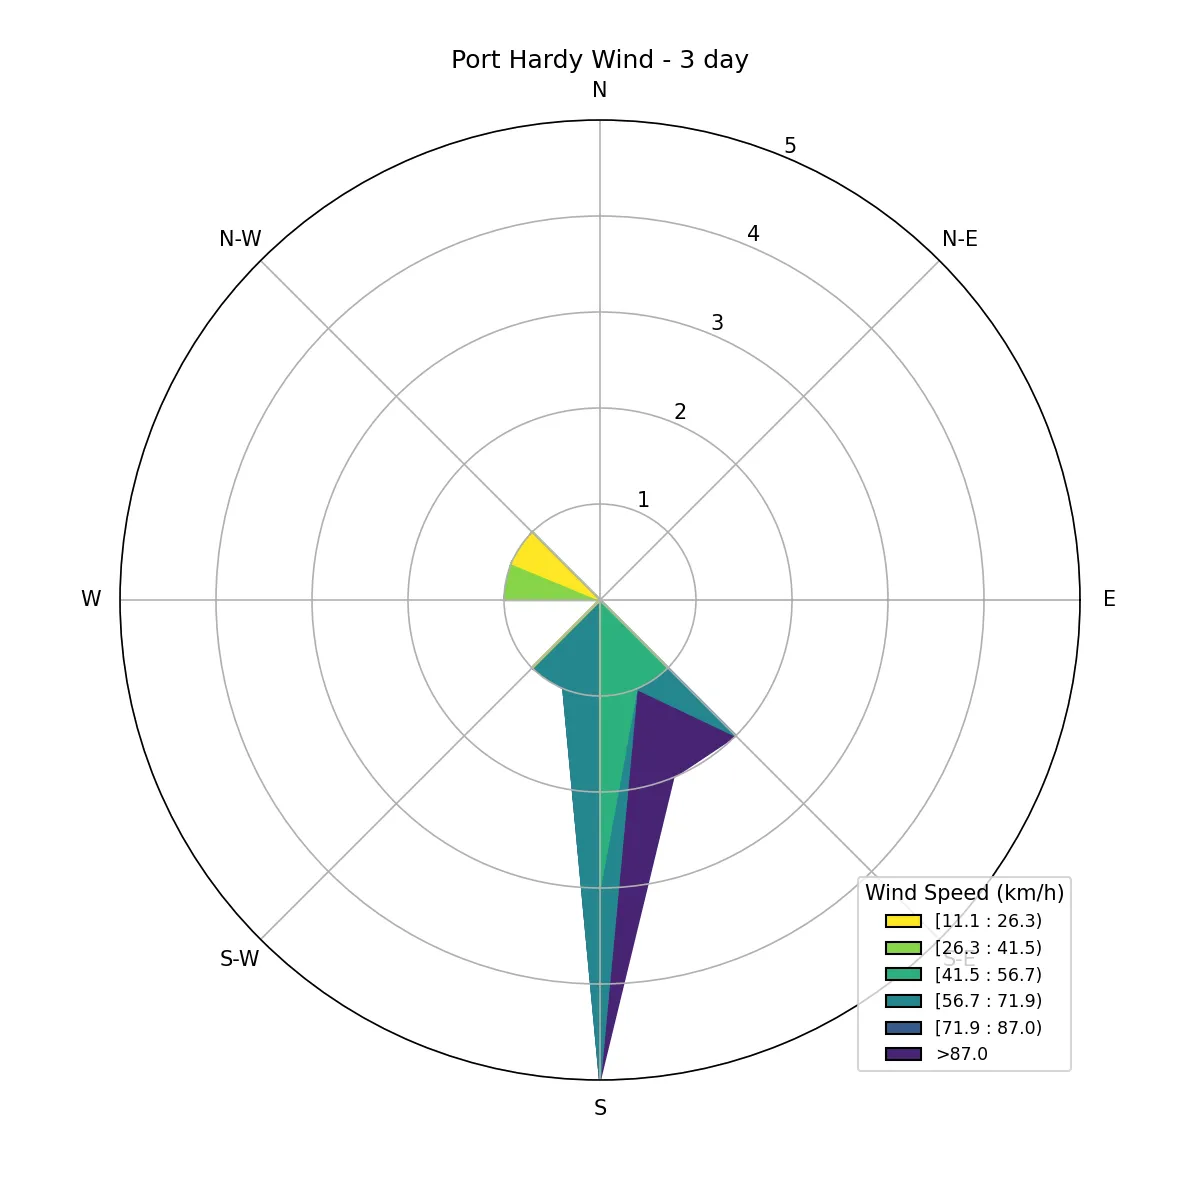 Port Hardy Wind - 3 day
N
5
N-W
N-E
4
3
2
1
W
E
Wind Speed (km/h)
[11.1 : 26.3)
[26.3 : 41.5)
S-W
S-E
[41.5 : 56.7)
[56.7 : 71.9)
[71.9 : 87.0)
>87.0
S